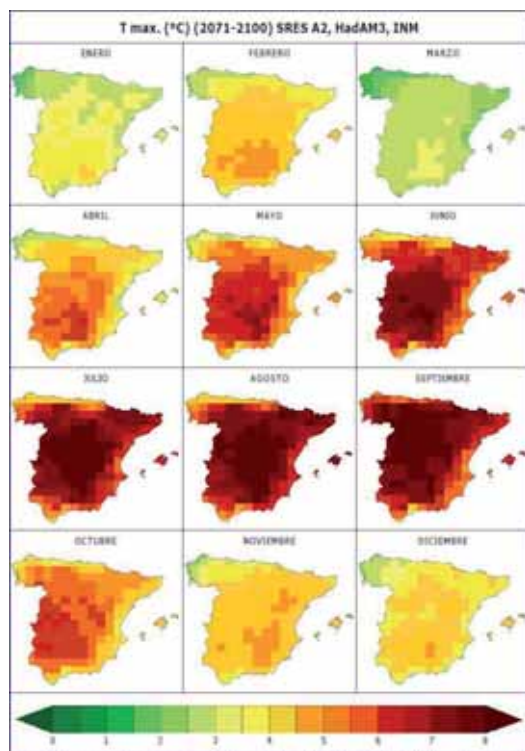 T max. (ºC) (2071-2100) SRES A2, HadAM3, INM
ENERO FEBRERO MARZO
ABRIL MAYO JUNIO
JULIO AGOSTO SEPTIEMBRE
OCTUBRE NOVIEMBRE DICIEMBRE
0 1 2 3 4 5 6 7 8